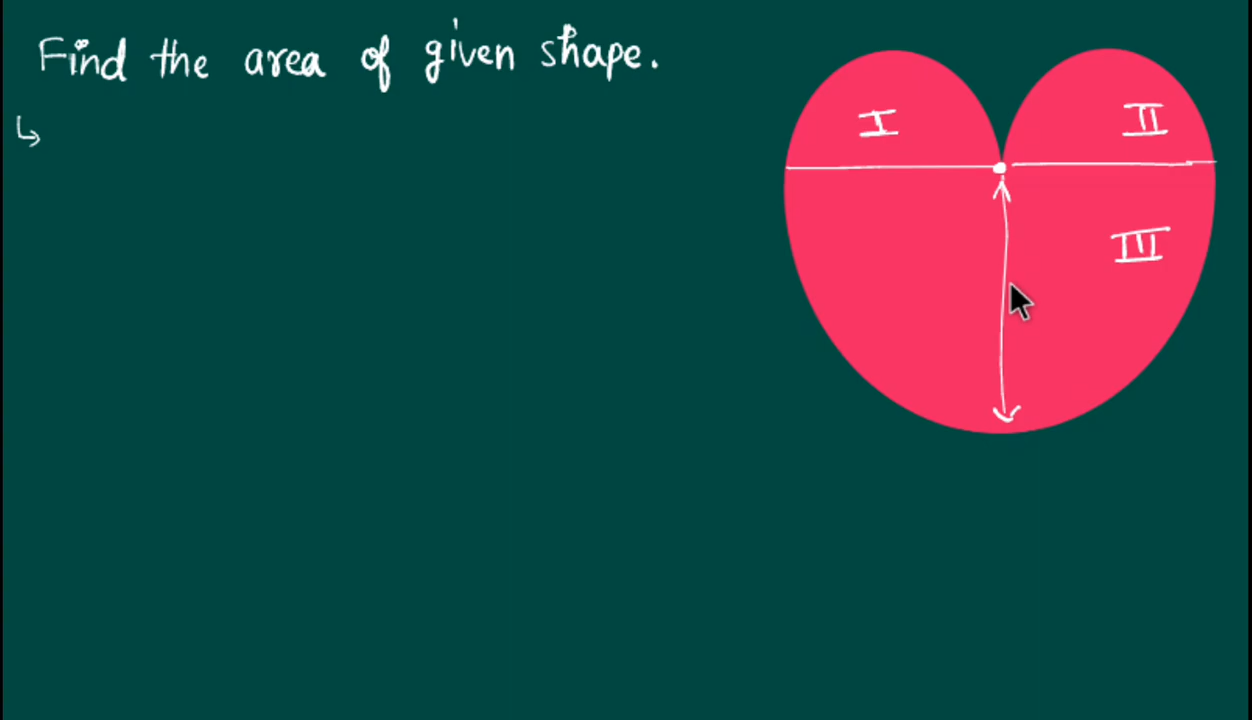 Find the area of given shape.
↳
I
II
III